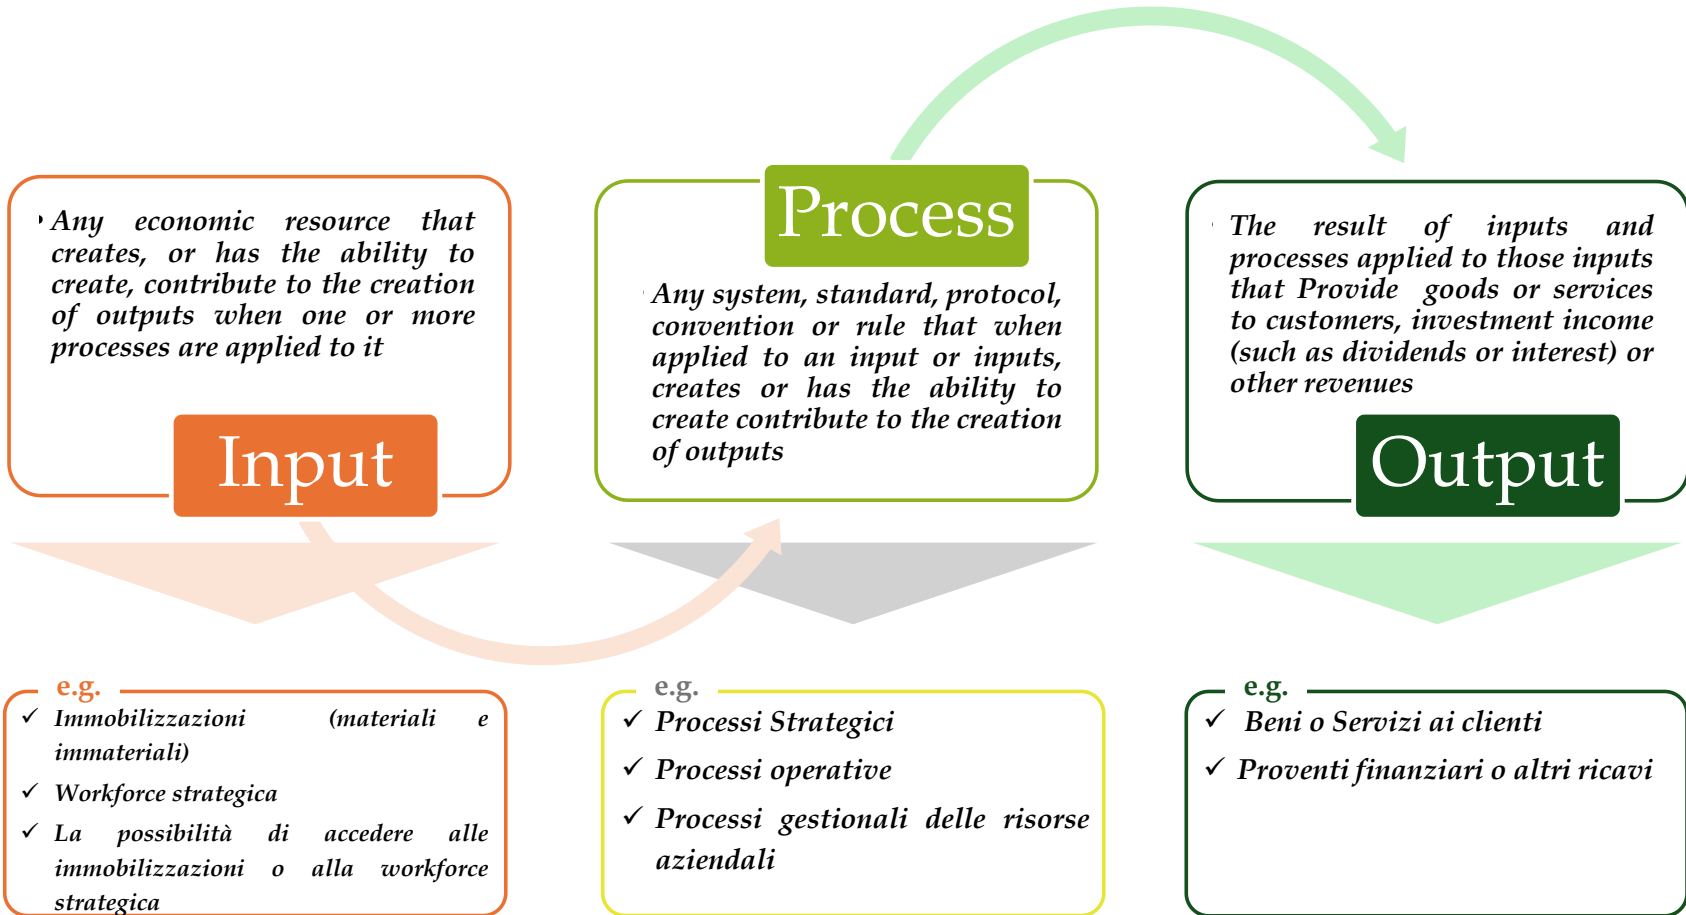 • Any economic resource that
creates, or has the ability to
create, contribute to the creation
of outputs when one or more
processes are applied to it
Input
Process
• Any system, standard, protocol,
convention or rule that when
applied to an input or inputs,
creates or has the ability to
create contribute to the creation
of outputs
• The result of inputs and
processes applied to those inputs
that Provide goods or services
to customers, investment income
(such as dividends or interest) or
other revenues
Output
e.g.
✓ Immobilizzazioni (materiali e
immateriali)
✓ Workforce strategica
✓ La possibilità di accedere alle
immobilizzazioni o alla workforce
strategica
e.g.
✓ Processi Strategici
✓ Processi operative
✓ Processi gestionali delle risorse
aziendali
e.g.
✓ Beni o Servizi ai clienti
✓ Proventi finanziari o altri ricavi